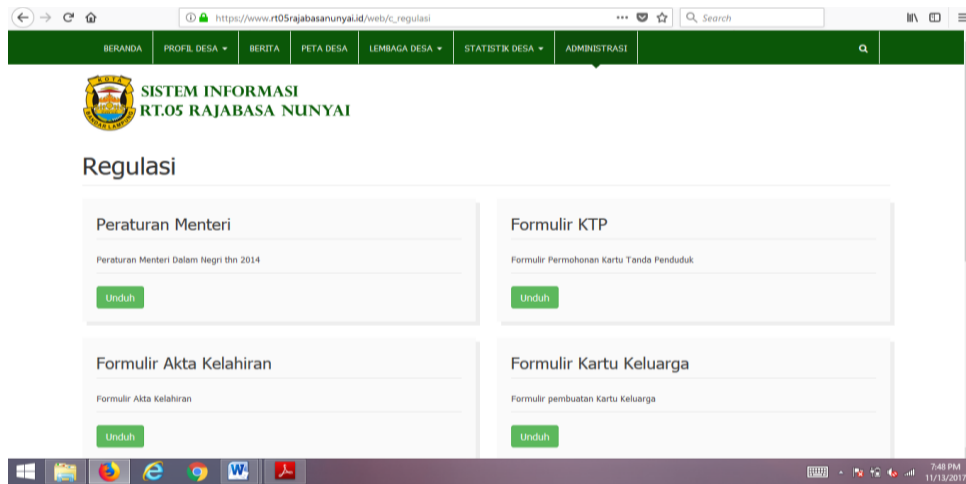 https://www.rt05rajabasanunyai.id/web/c_regulasi
Search
BERANDA PROFIL DESA BERITA PETA DESA LEMBAGA DESA STATISTIK DESA ADMINISTRASI
KOTA
BANDAR LAMPUNG
SISTEM INFORMASI
RT.05 RAJABASA NUNYAI
Regulasi
Peraturan Menteri
Peraturan Menteri Dalam Negri thn 2014
Unduh
Formulir KTP
Formulir Permohonan Kartu Tanda Penduduk
Unduh
Formulir Akta Kelahiran
Formulir Akta Kelahiran
Unduh
Formulir Kartu Keluarga
Formulir pembuatan Kartu Keluarga
Unduh
7:48 PM
11/13/2017